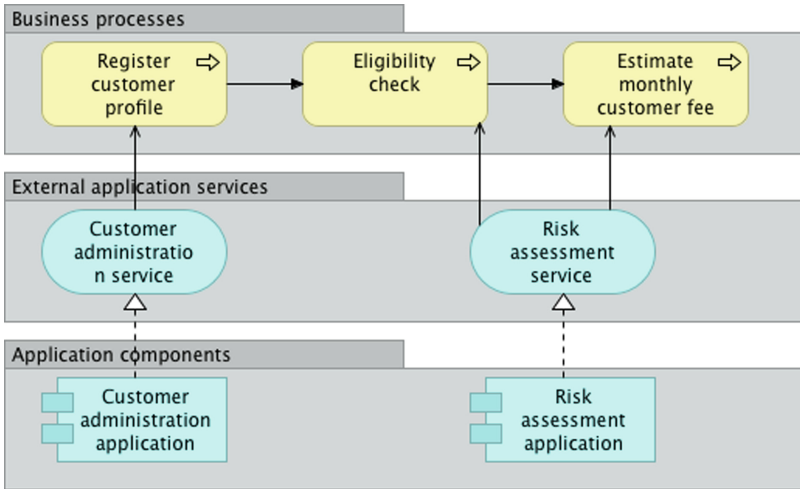 Business processes
Register
customer
profile
Eligibility
check
Estimate
monthly
customer fee
External application services
Customer
administratio
n service
Risk
assessment
service
Application components
Customer
administration
application
Risk
assessment
application